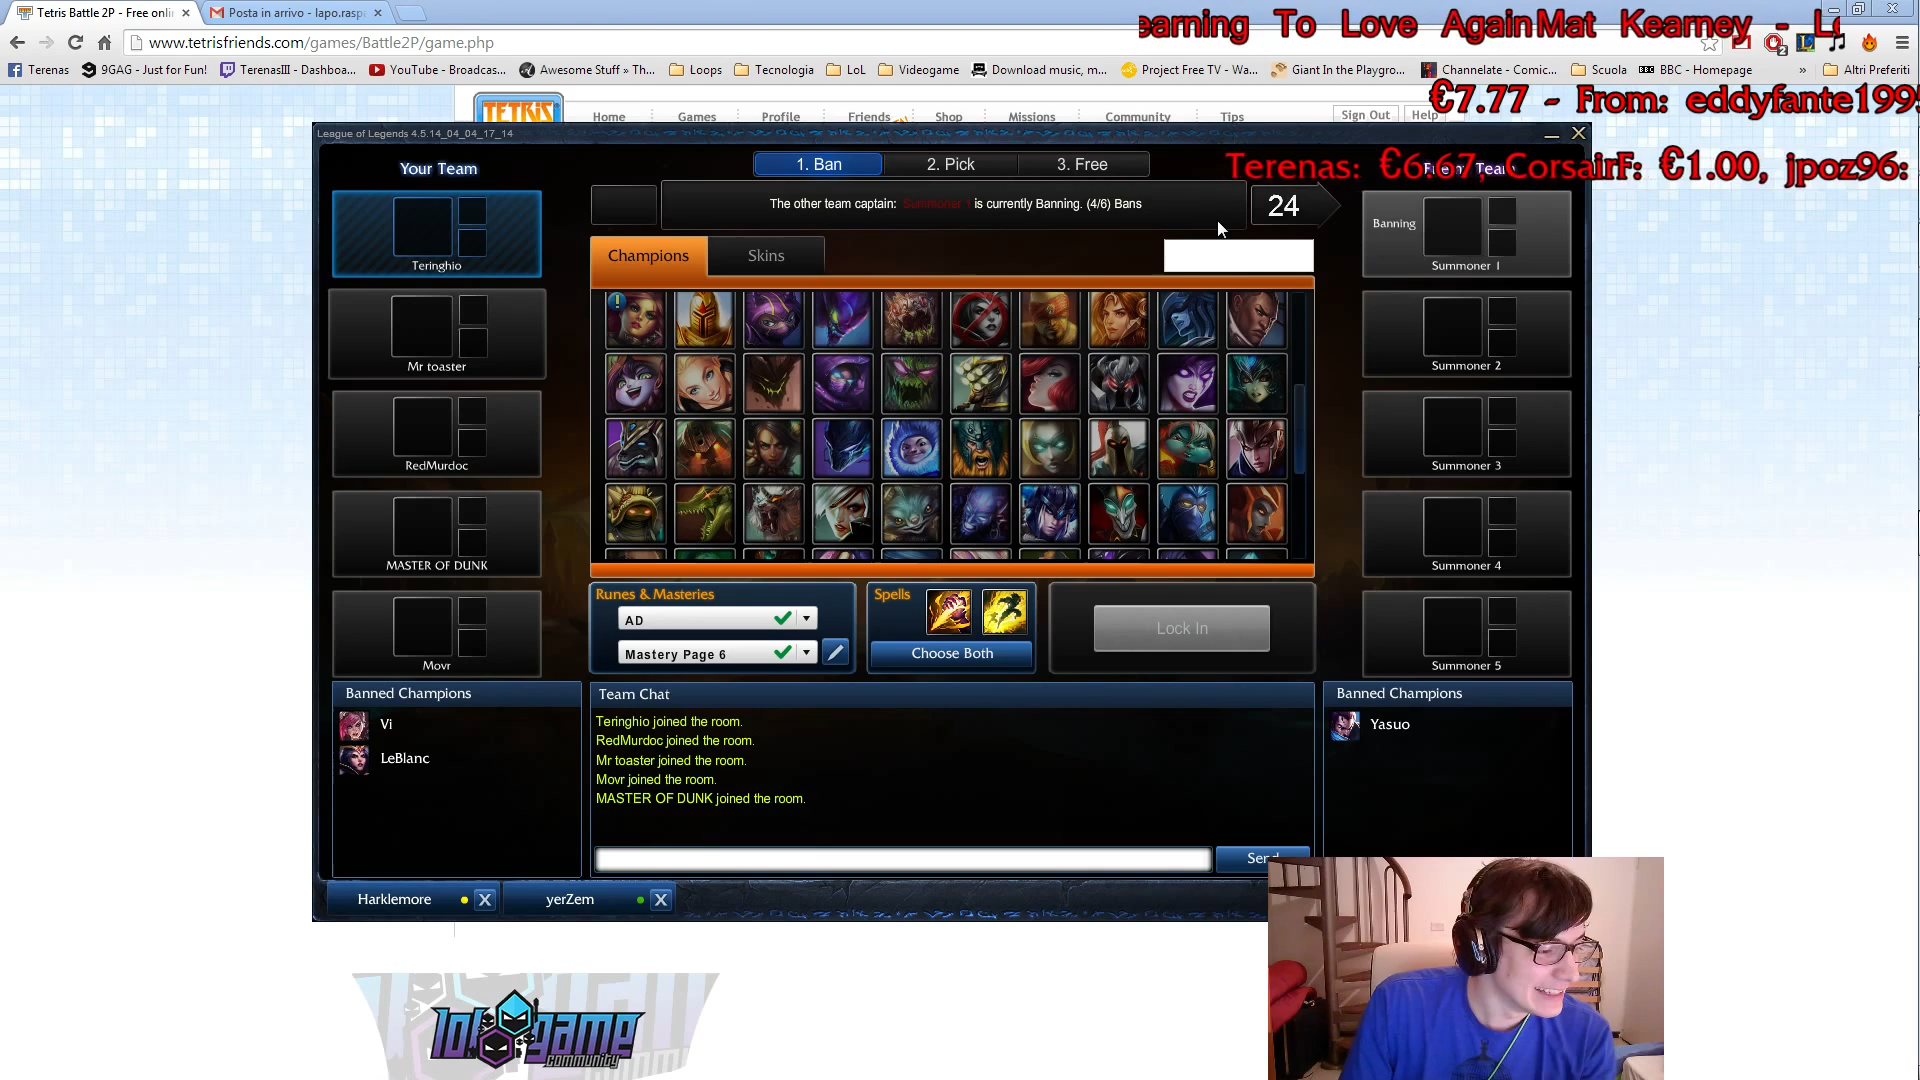 Tetris Battle 2P - Free onli
Posta in arrivo - lapo.rasp
earning To Love AgainMat Kearney - L
www.tetrisfriends.com/games/Battle2P/game.php
Terenas
9GAG - Just for Fun!
TerenasIII - Dashboa...
YouTube - Broadcas...
Awesome Stuff » Th...
Loops
Tecnologia
LoL
Videogame
Download music, m...
Project Free TV - Wa...
Giant In the Playgro...
Channelate - Comic...
Scuola
BBC - Homepage
»
Altri Preferiti
€7.77 - From: eddyfante199
TETRIS
Home
Games
Profile
Friends
Shop
Missions
Community
Tips
Sign Out
Help
League of Legends 4.5.14_04_04_17_14
Your Team
1. Ban
2. Pick
3. Free
Terenas: €6.67, CorsairF: €1.00, jpoz96:
The other team captain: Summoner 1 is currently Banning. (4/6) Bans
24
Banning
Teringhio
Summoner 1
Champions
Skins
Mr toaster
Summoner 2
RedMurdoc
Summoner 3
MASTER OF DUNK
Summoner 4
Movr
Summoner 5
Runes & Masteries
AD
Mastery Page 6
Spells
Choose Both
Lock In
Banned Champions
Vi
LeBlanc
Team Chat
Teringhio joined the room.
RedMurdoc joined the room.
Mr toaster joined the room.
Movr joined the room.
MASTER OF DUNK joined the room.
Send
Banned Champions
Yasuo
Harklemore
X
yerZem
X
lol game
community